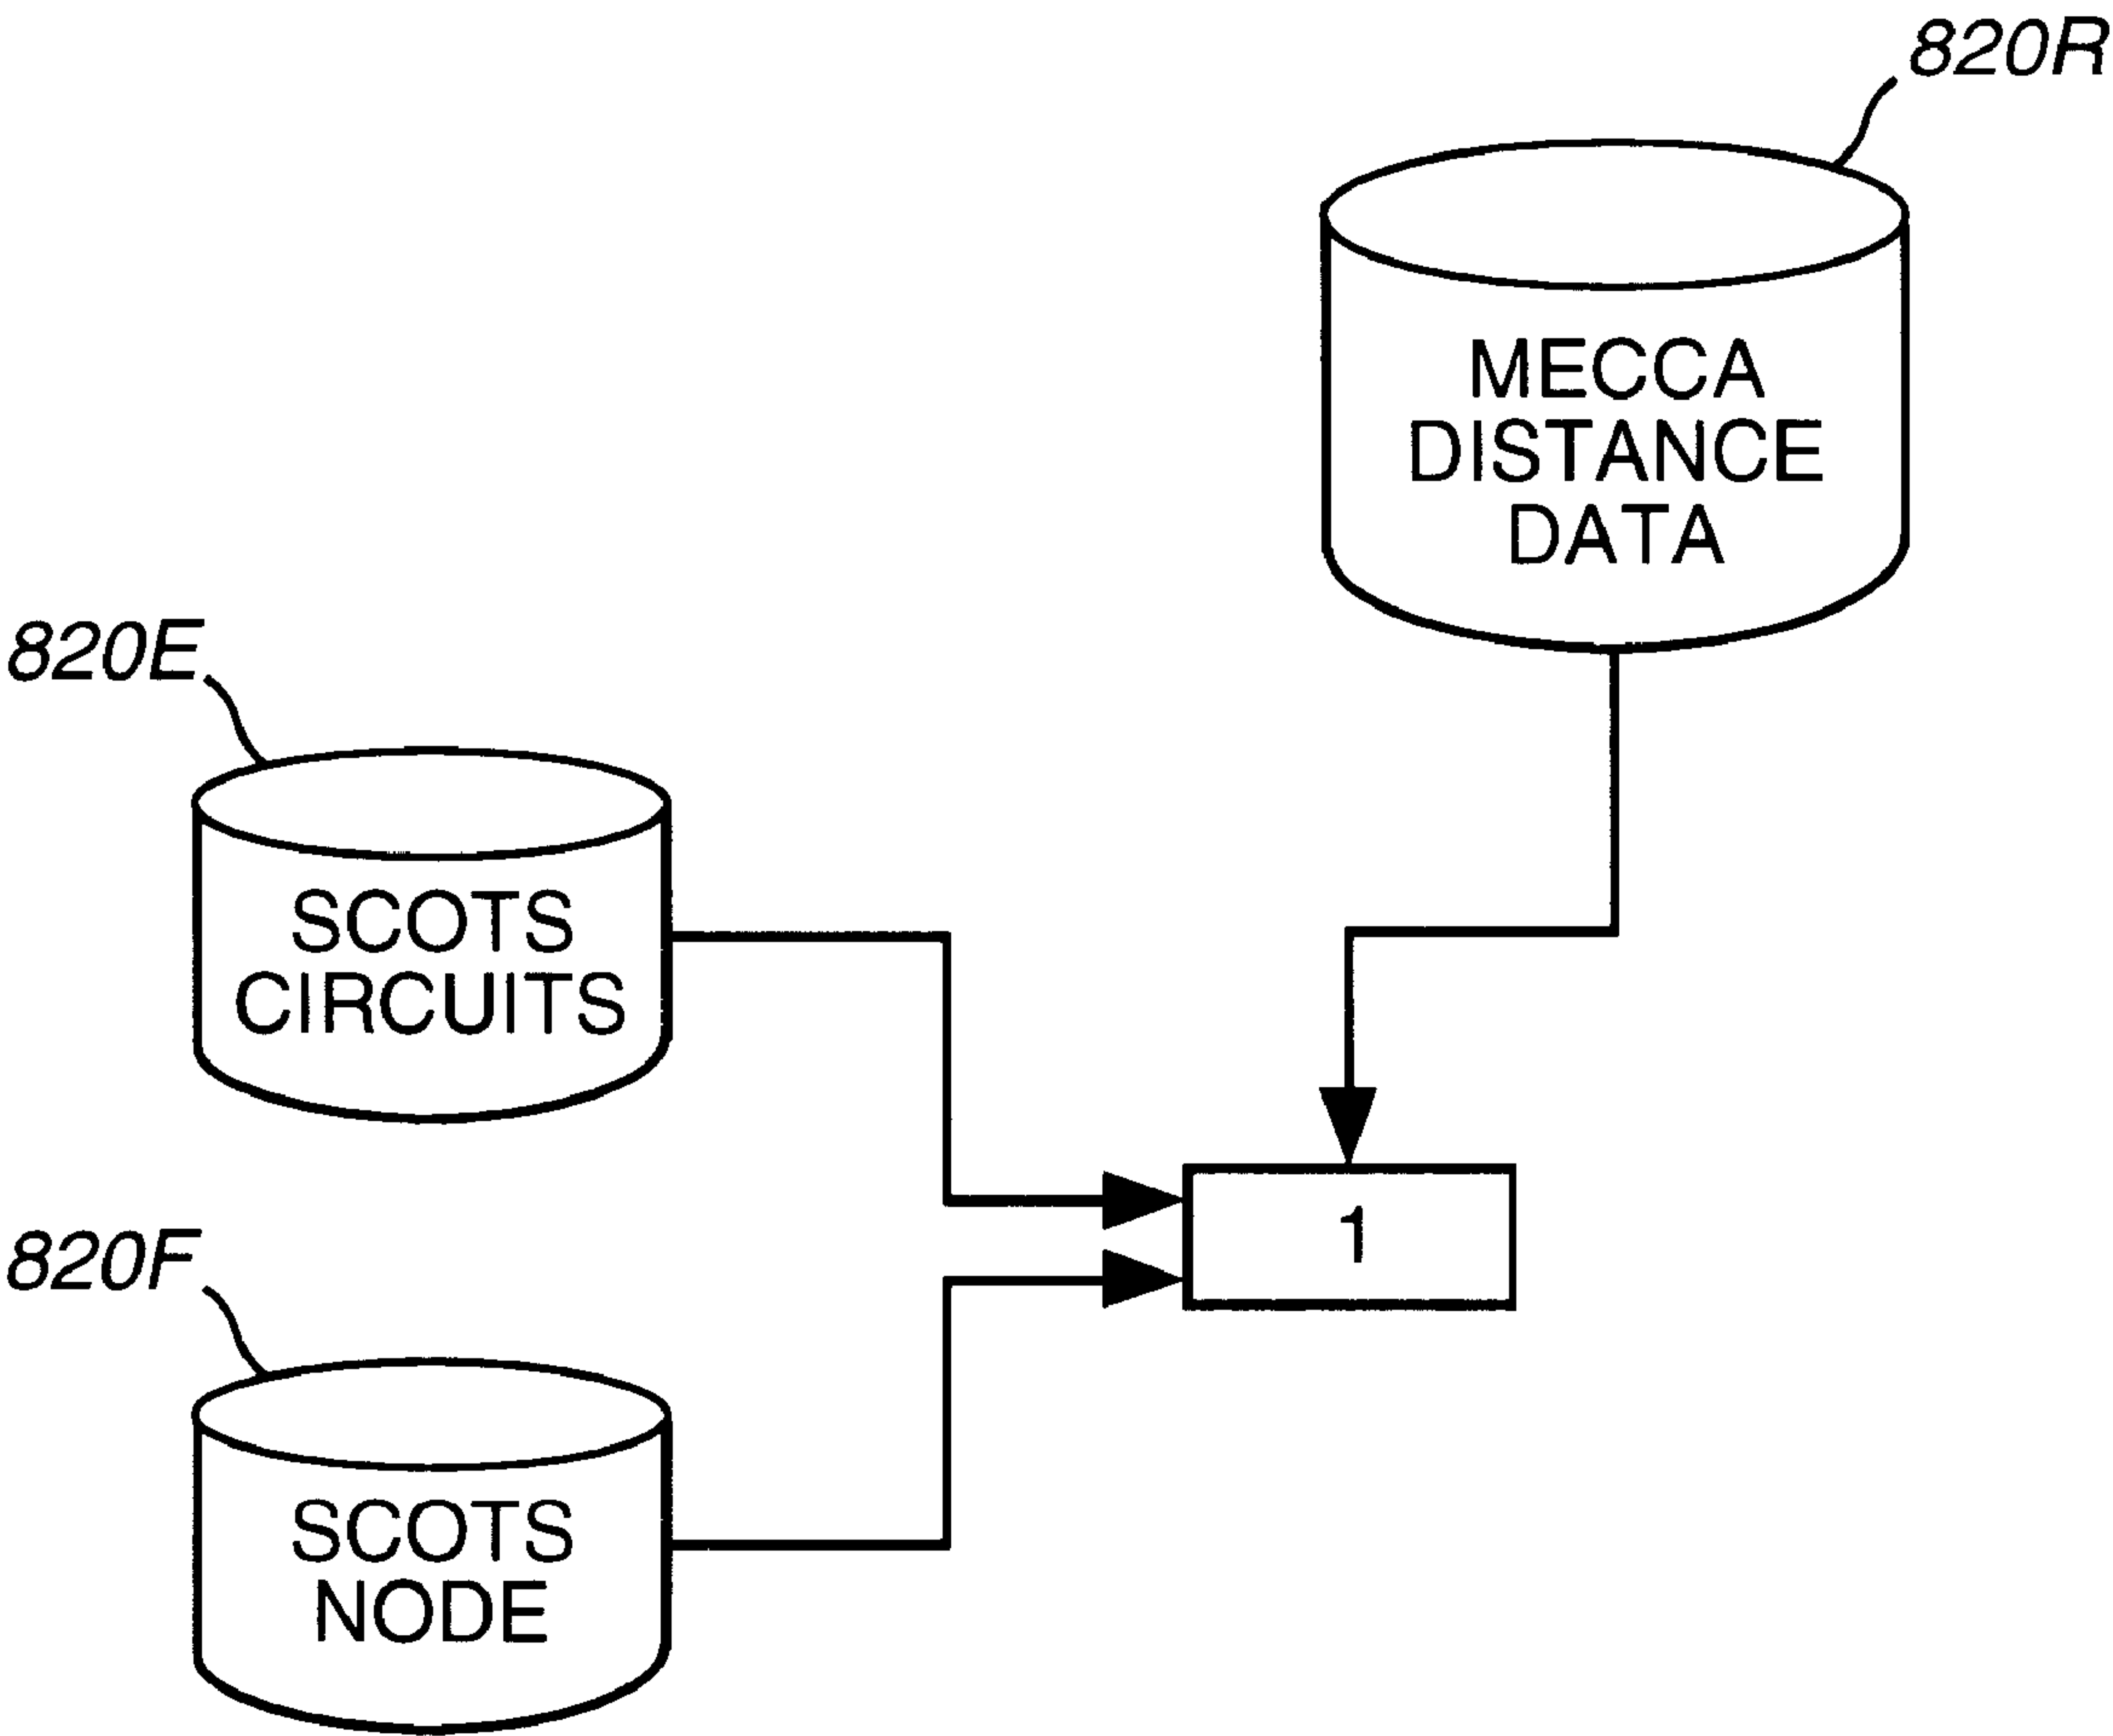 820R
MECCA
DISTANCE
DATA
820E
SCOTS
CIRCUITS
1
820F
SCOTS
NODE